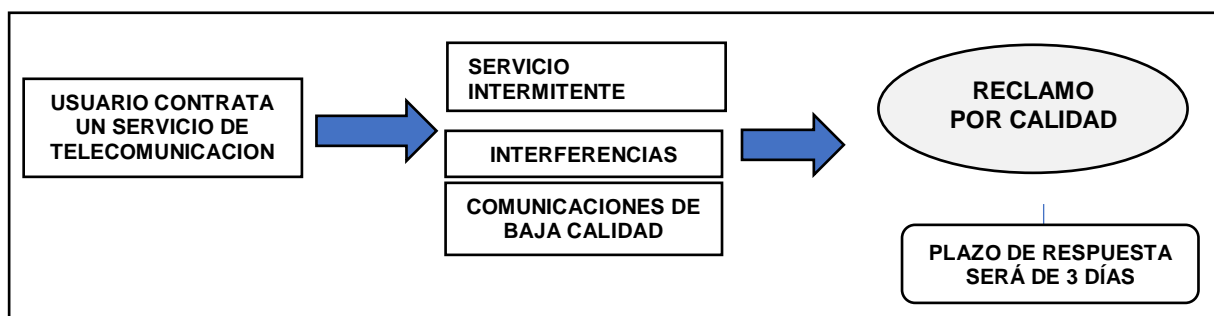 USUARIO CONTRATA
UN SERVICIO DE
TELECOMUNICACION
SERVICIO
INTERMITENTE
INTERFERENCIAS
COMUNICACIONES DE
BAJA CALIDAD
RECLAMO
POR CALIDAD
PLAZO DE RESPUESTA
SERÁ DE 3 DÍAS